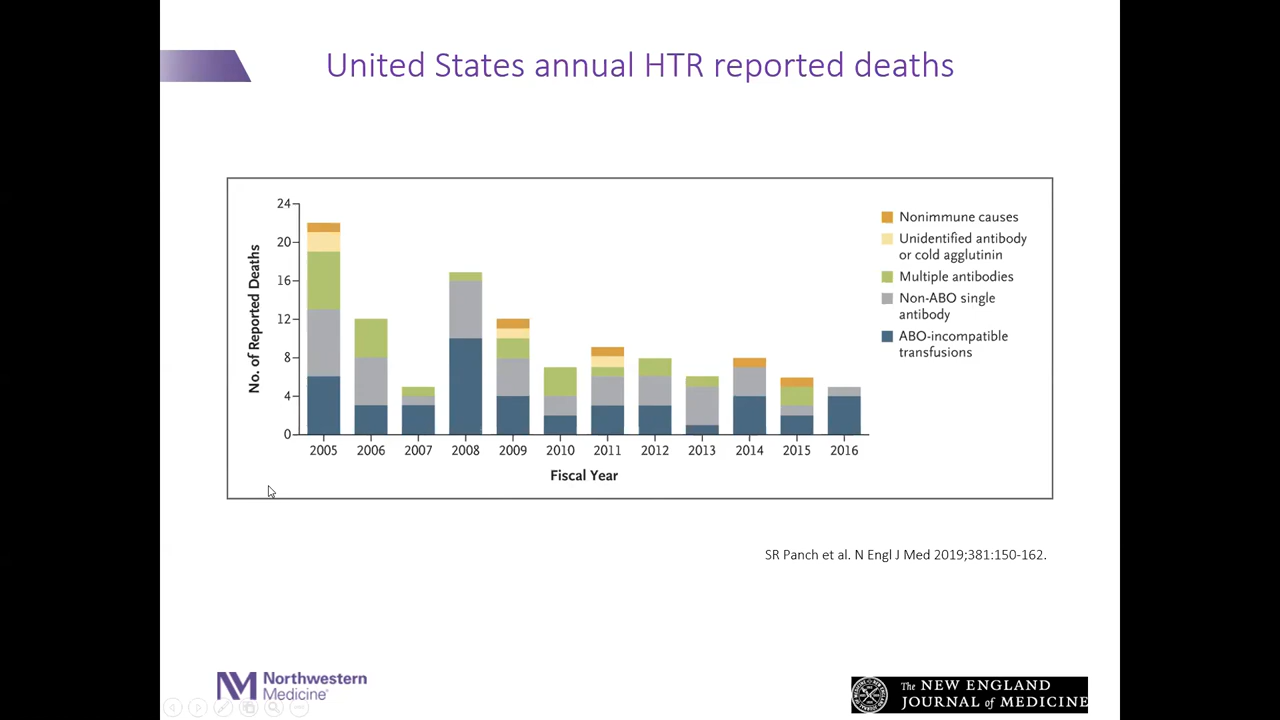 United States annual HTR reported deaths
24
20
16
12
8
4
0
No. of Reported Deaths
2005 2006 2007 2008 2009 2010 2011 2012 2013 2014 2015 2016
Fiscal Year
Nonimmune causes
Unidentified antibody
or cold agglutinin
Multiple antibodies
Non-ABO single
antibody
ABO-incompatible
transfusions
SR Panch et al. N Engl J Med 2019;381:150-162.
NM Northwestern
Medicine®
The NEW ENGLAND
JOURNAL of MEDICINE